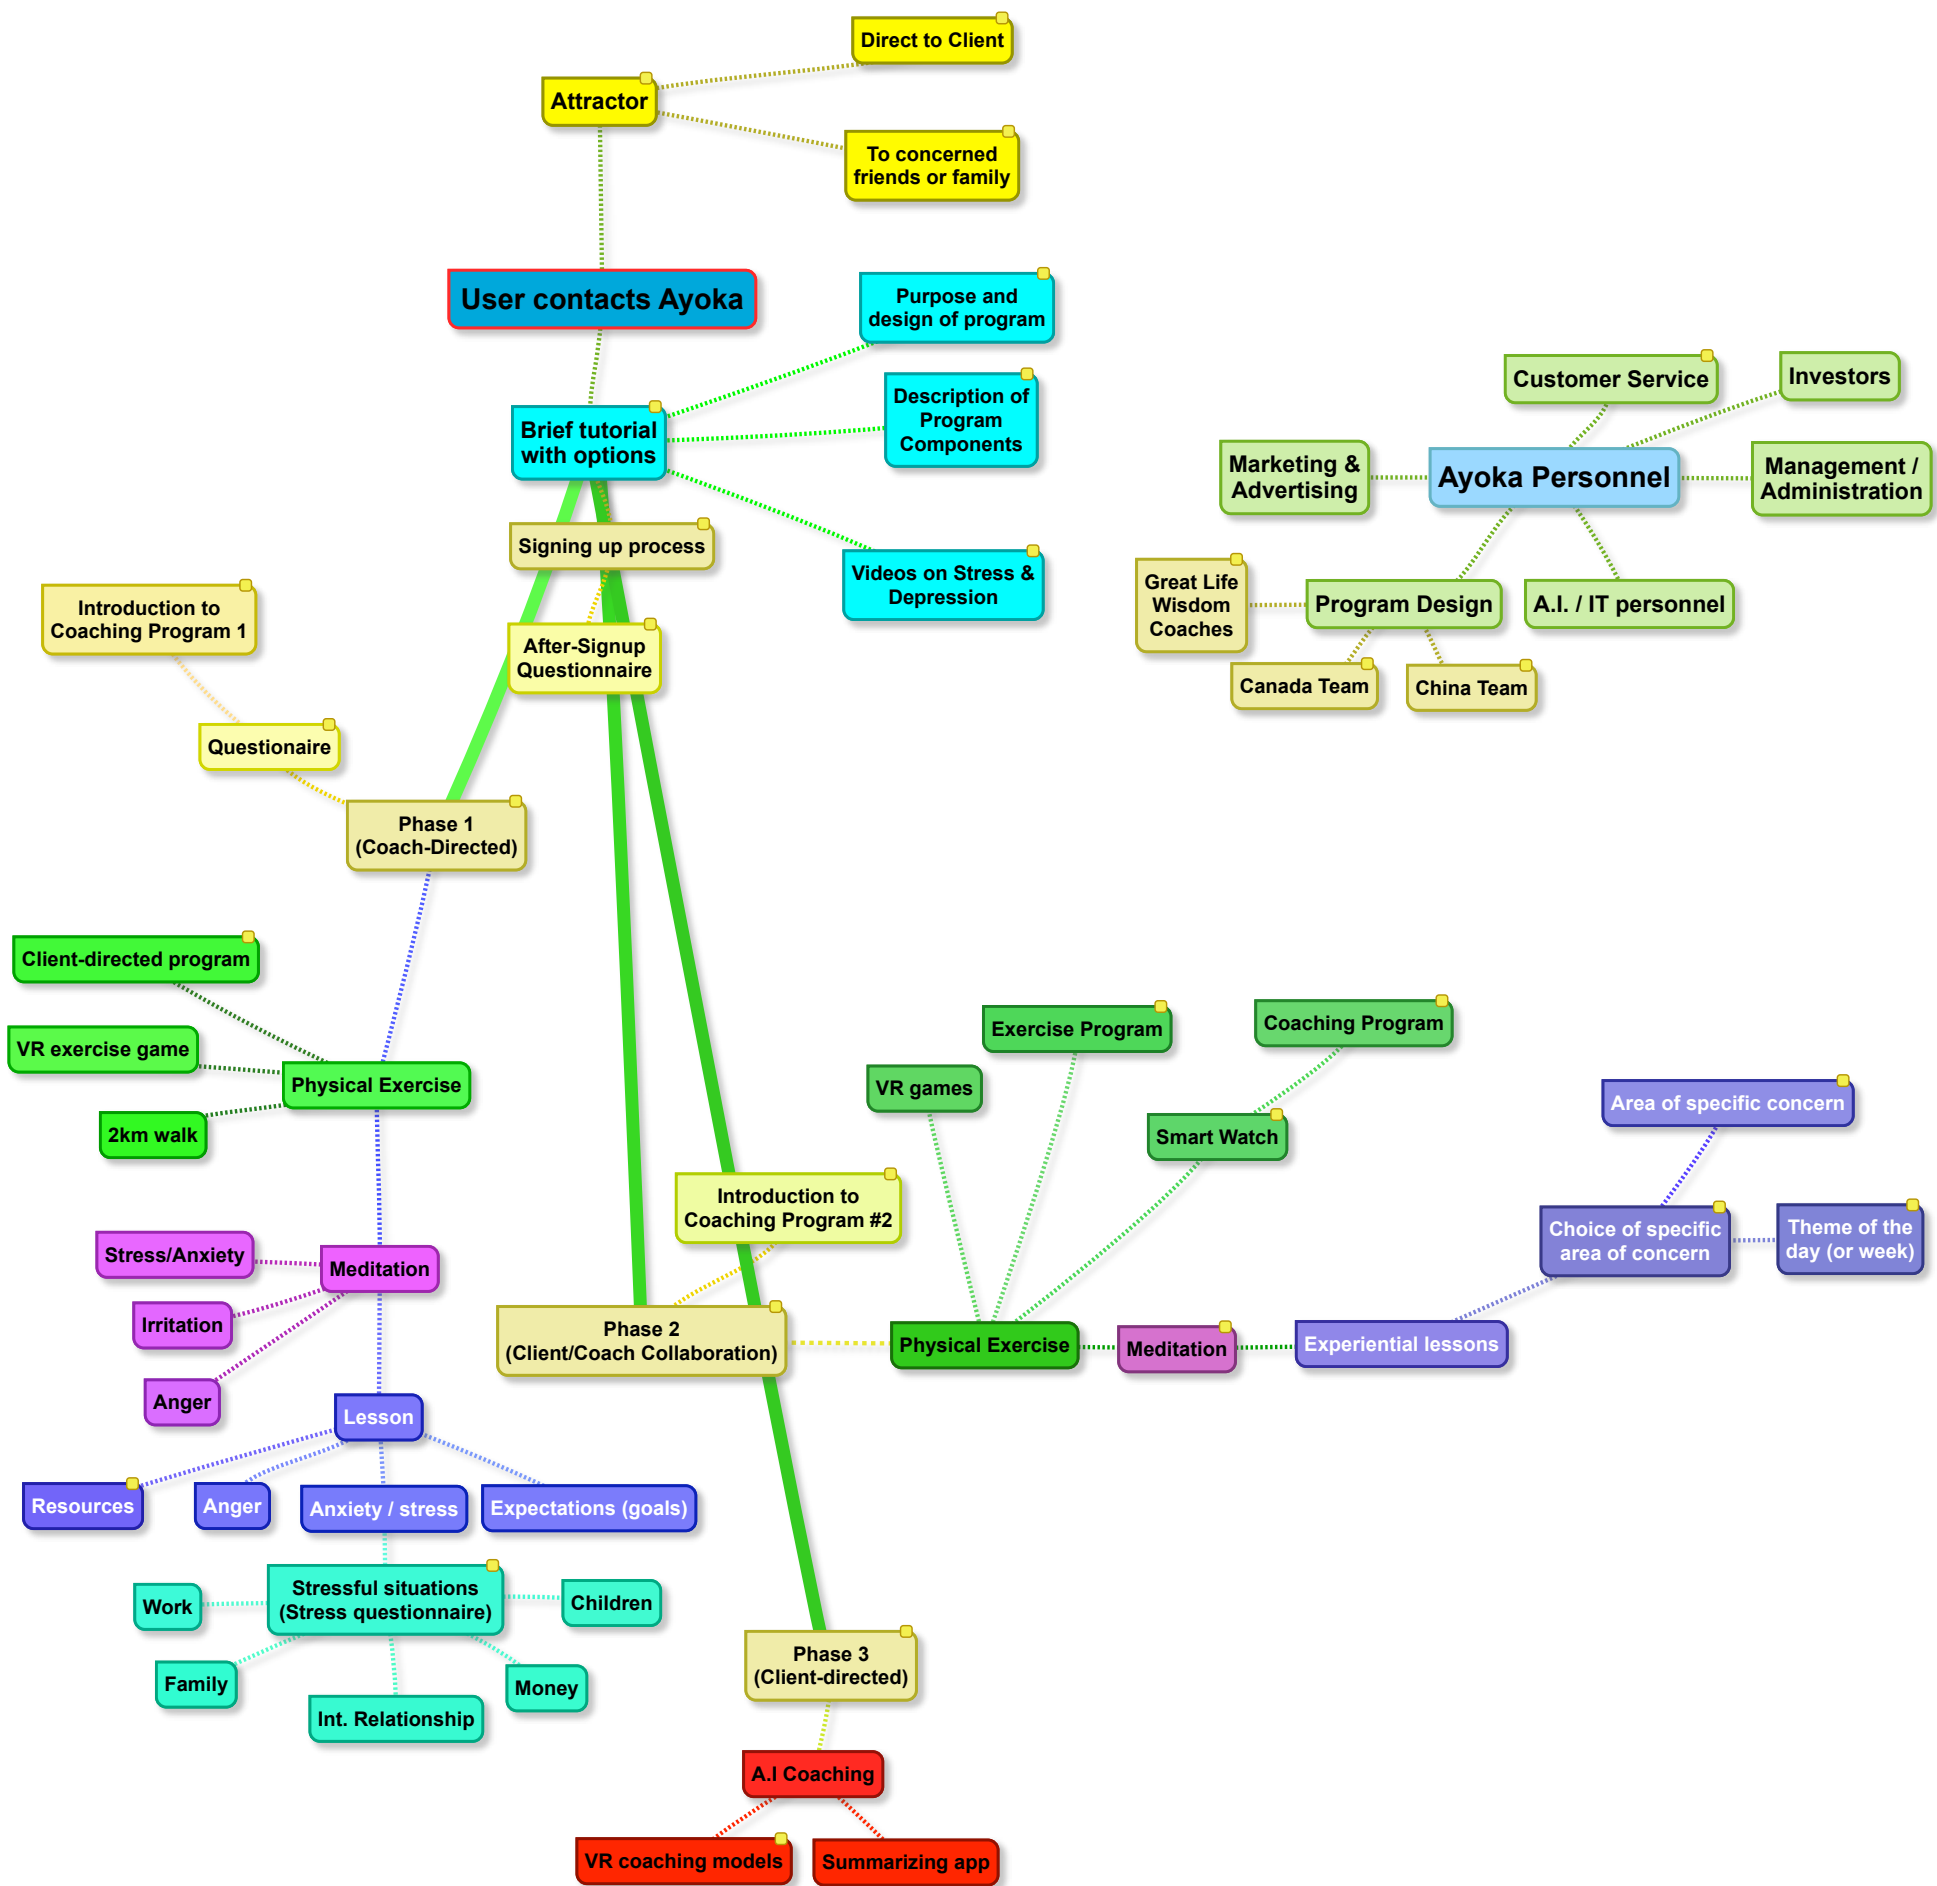 Direct to Client
Attractor
To concerned
friends or family
User contacts Ayoka
Purpose and
design of program
Description of
Program
Components
Brief tutorial
with options
Videos on Stress &
Depression
Signing up process
After-Signup
Questionnaire
Customer Service
Investors
Marketing &
Advertising
Ayoka Personnel
Management /
Administration
Great Life
Wisdom
Coaches
Program Design
A.I. / IT personnel
Canada Team
China Team
Introduction to
Coaching Program 1
Questionaire
Phase 1
(Coach-Directed)
Client-directed program
VR exercise game
Physical Exercise
2km walk
Stress/Anxiety
Meditation
Irritation
Anger
Lesson
Resources
Anger
Anxiety / stress
Expectations (goals)
Stressful situations
(Stress questionnaire)
Work
Children
Family
Int. Relationship
Money
Exercise Program
Coaching Program
VR games
Smart Watch
Area of specific concern
Introduction to
Coaching Program #2
Choice of specific
area of concern
Theme of the
day (or week)
Phase 2
(Client/Coach Collaboration)
Physical Exercise
Meditation
Experiential lessons
Phase 3
(Client-directed)
A.I Coaching
VR coaching models
Summarizing app